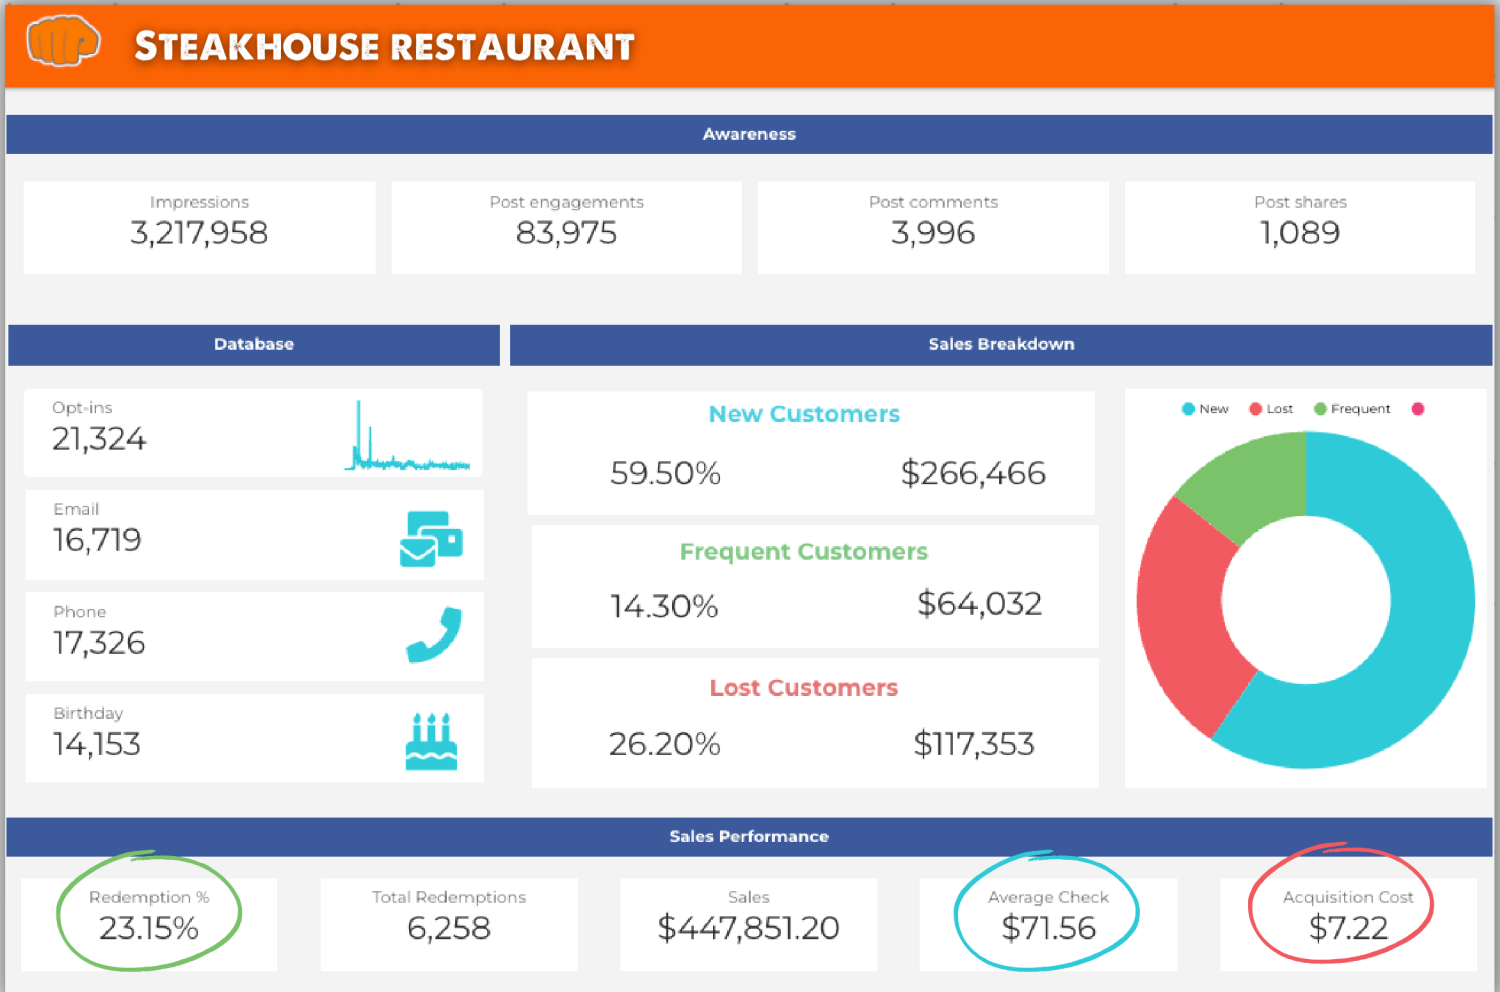 STEAKHOUSE RESTAURANT
Awareness
Impressions
3,217,958
Post engagements
83,975
Post comments
3,996
Post shares
1,089
Database
Opt-ins
21,324
Email
16,719
Phone
17,326
Birthday
14,153
Sales Breakdown
New Customers
59.50% $266,466
Frequent Customers
14.30% $64,032
Lost Customers
26.20% $117,353
New Lost Frequent
Sales Performance
Redemption %
23.15%
Total Redemptions
6,258
Sales
$447,851.20
Average Check
$71.56
Acquisition Cost
$7.22